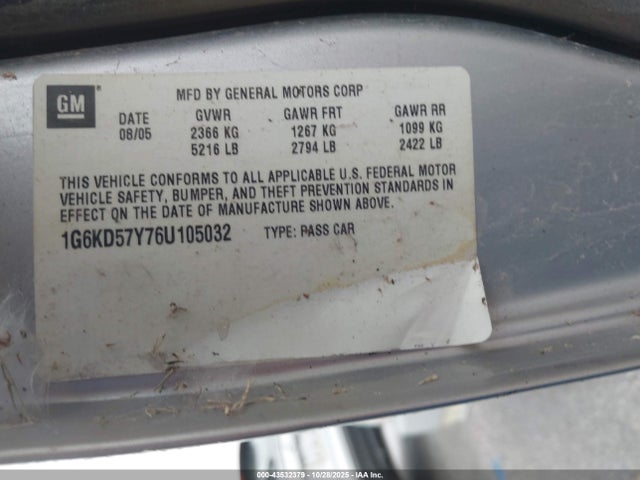 GM
MFD BY GENERAL MOTORS CORP
DATE GVWR GAWR FRT GAWR RR
08/05 2366 KG 1267 KG 1099 KG
5216 LB 2794 LB 2422 LB
THIS VEHICLE CONFORMS TO ALL APPLICABLE U.S. FEDERAL MOTOR
VEHICLE SAFETY, BUMPER, AND THEFT PREVENTION STANDARDS IN
EFFECT ON THE DATE OF MANUFACTURE SHOWN ABOVE.
1G6KD57Y76U105032 TYPE: PASS CAR
000-43532379 | 10/28/2025 | IAA Inc.